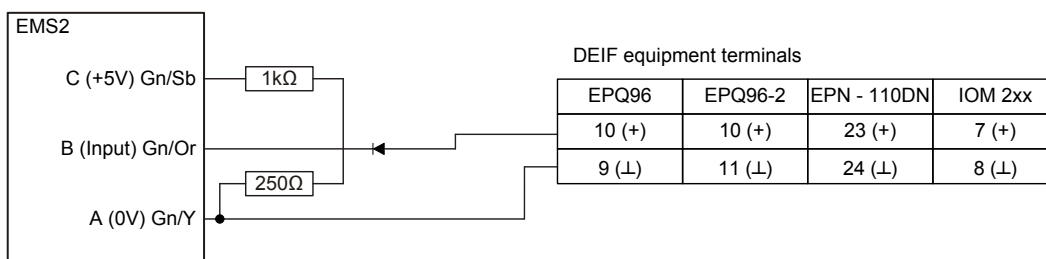 EMS2
C (+5V) Gn/Sb
1kΩ
B (Input) Gn/Or
250Ω
A (0V) Gn/Y
DEIF equipment terminals
EPQ96 EPQ96-2 EPN - 110DN IOM 2xx
10 (+) 10 (+) 23 (+) 7 (+)
9 (⊥) 11 (⊥) 24 (⊥) 8 (⊥)